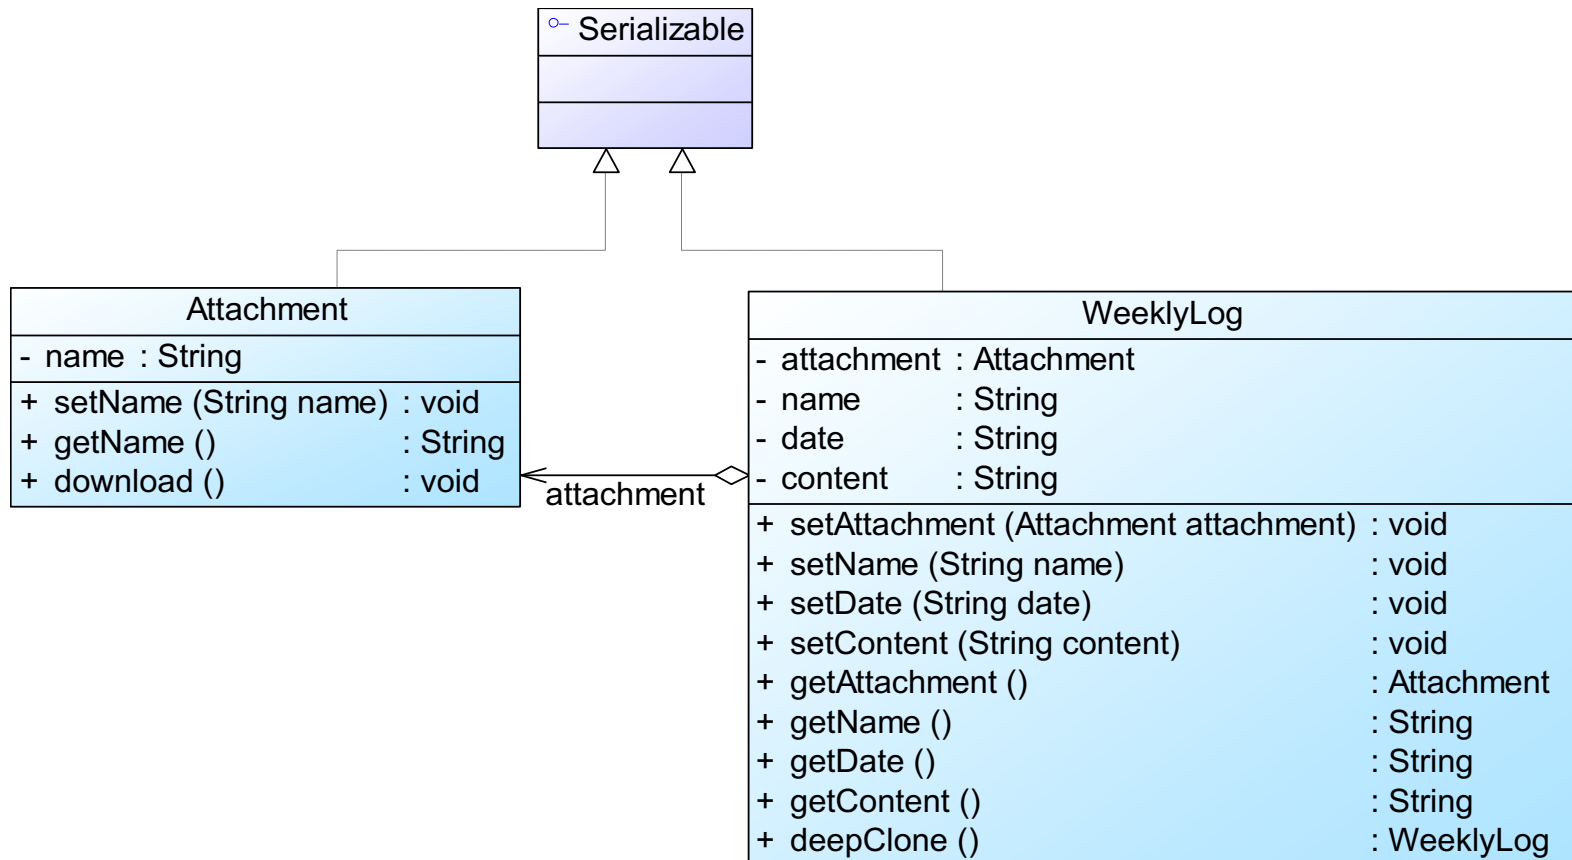 Serializable
Attachment
- name : String
+ setName (String name) : void
+ getName () : String
+ download () : void
attachment
WeeklyLog
- attachment : Attachment
- name : String
- date : String
- content : String
+ setAttachment (Attachment attachment) : void
+ setName (String name) : void
+ setDate (String date) : void
+ setContent (String content) : void
+ getAttachment () : Attachment
+ getName () : String
+ getDate () : String
+ getContent () : String
+ deepClone () : WeeklyLog